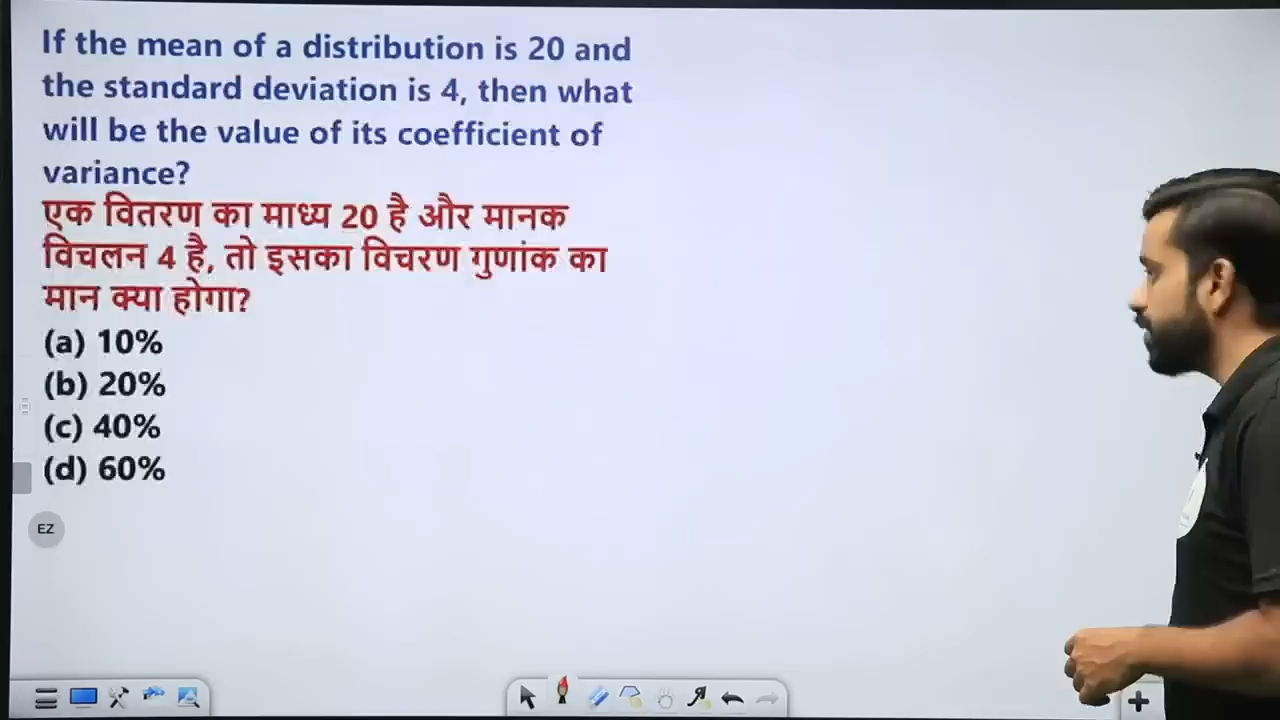 If the mean of a distribution is 20 and
the standard deviation is 4, then what
will be the value of its coefficient of
variance?
एक वितरण का माध्य 20 है और मानक
विचलन 4 है, तो इसका विचरण गुणांक का
मान क्या होगा?
(a) 10%
(b) 20%
(c) 40%
(d) 60%
EZ